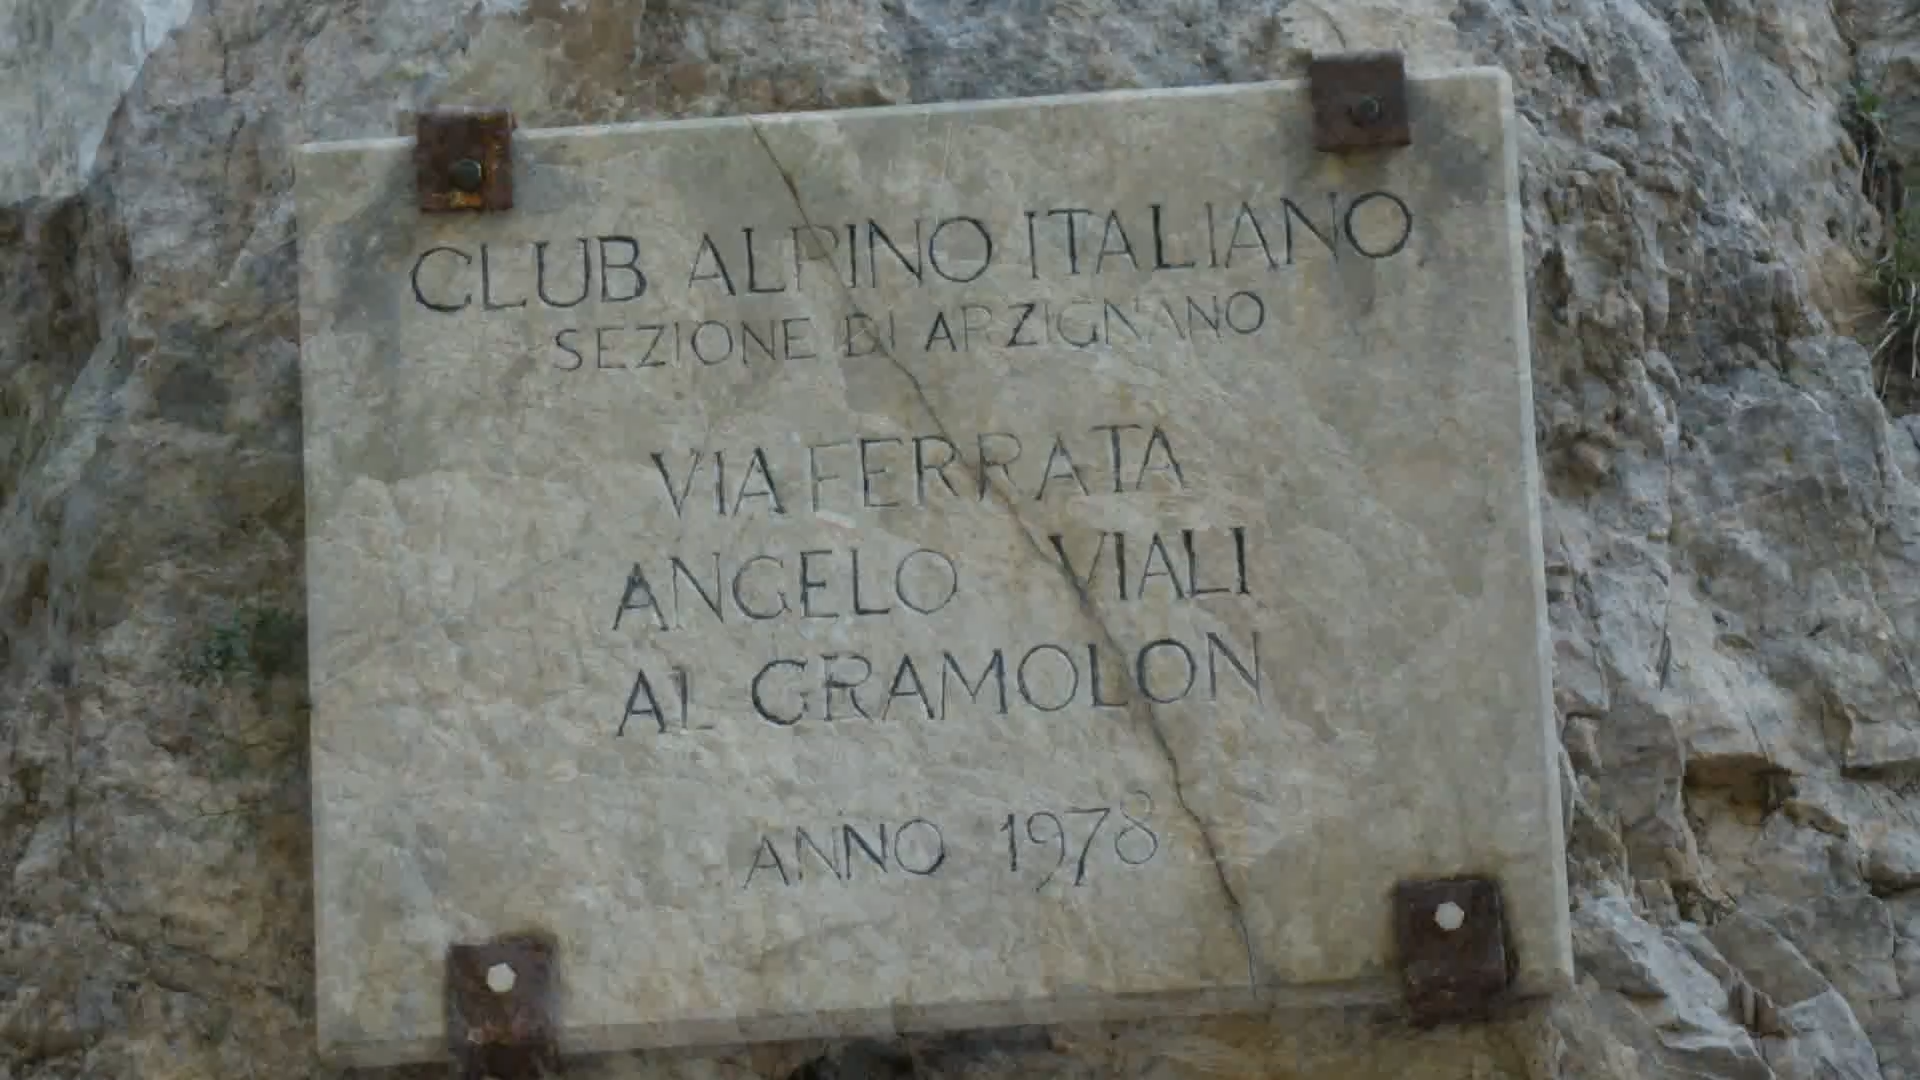 CLUB ALPINO ITALIANO
SEZIONE DI ARZIGNANO
VIA FERRATA
ANGELO VIALI
AL GRAMOLON
ANNO 1978